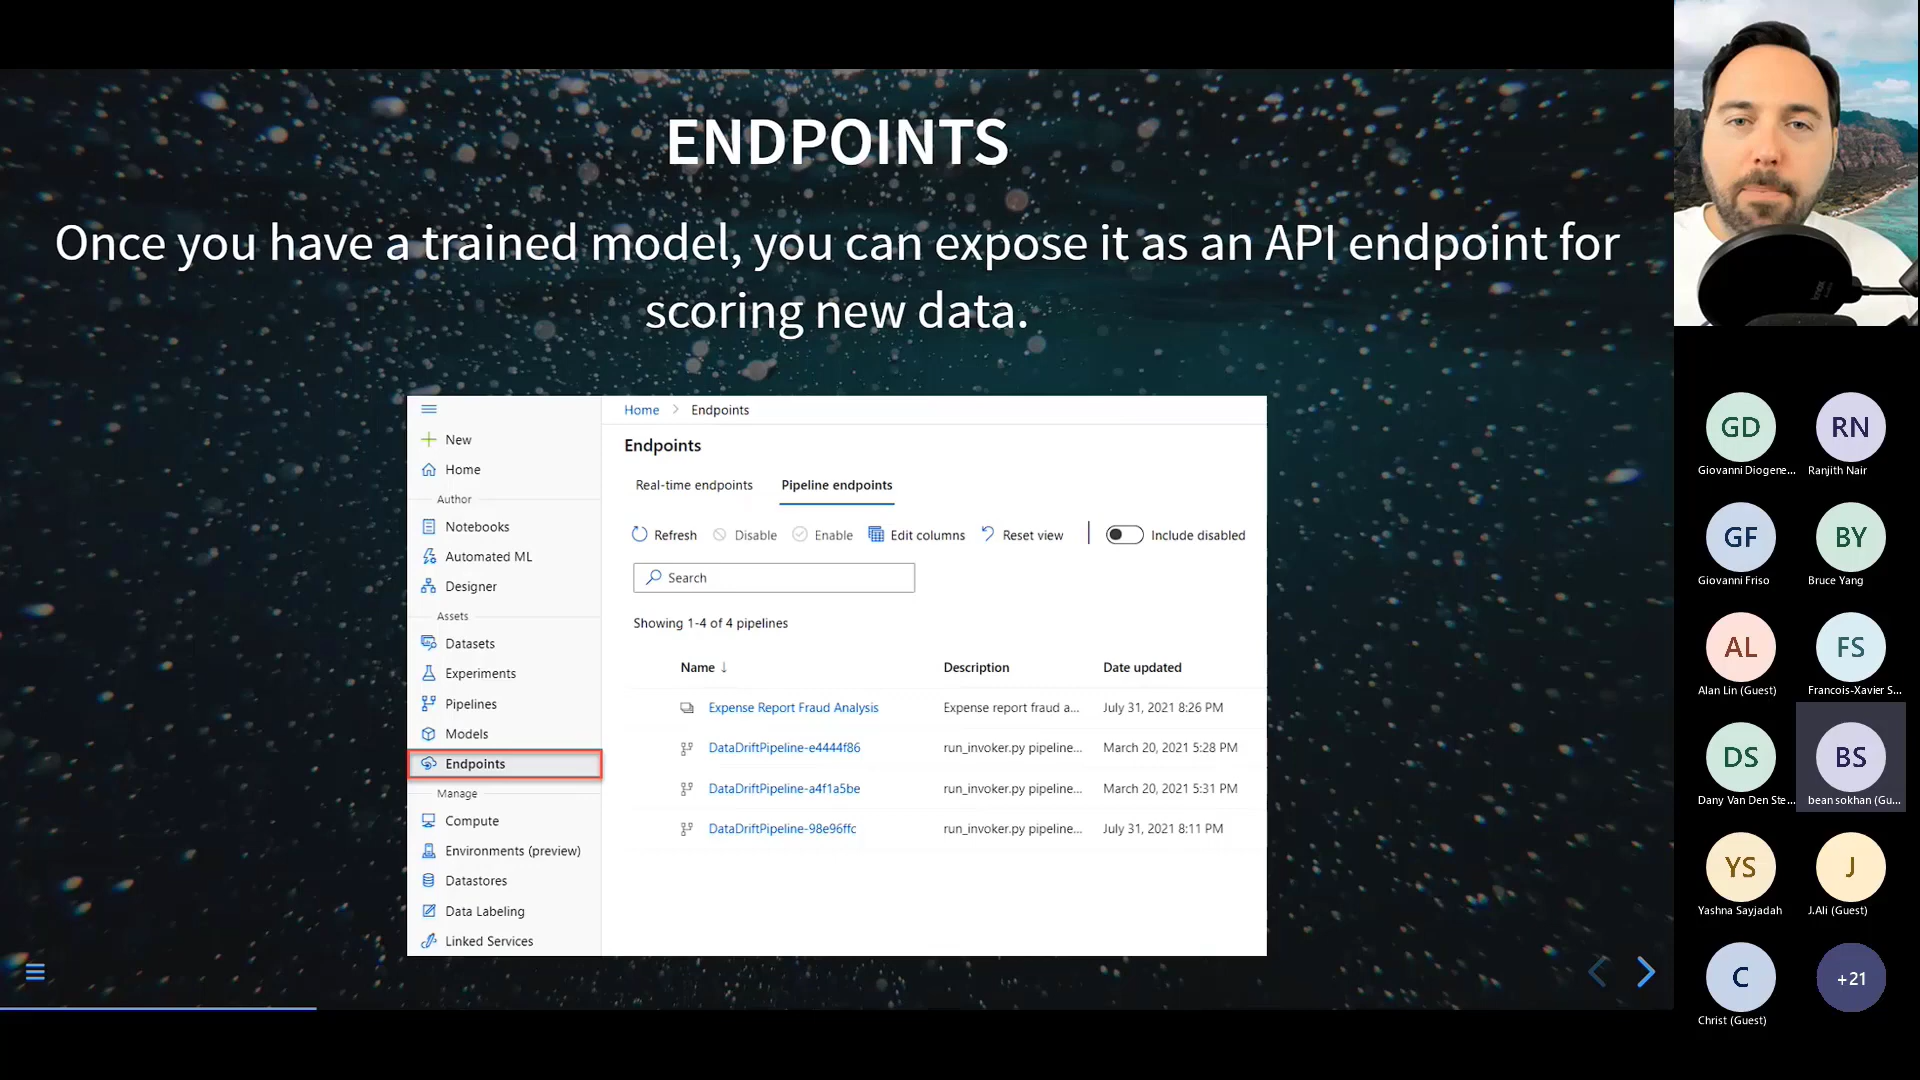 ENDPOINTS
Once you have a trained model, you can expose it as an API endpoint for
scoring new data.
New
Home
Author
Notebooks
Automated ML
Designer
Assets
Datasets
Experiments
Pipelines
Models
Endpoints
Manage
Compute
Environments (preview)
Datastores
Data Labeling
Linked Services
Home > Endpoints
Endpoints
Real-time endpoints Pipeline endpoints
Refresh Disable Enable Edit columns Reset view Include disabled
Search
Showing 1-4 of 4 pipelines
Name ↓ Description Date updated
Expense Report Fraud Analysis Expense report fraud a... July 31, 2021 8:26 PM
DataDriftPipeline-e4444f86 run_invoker.py pipeline... March 20, 2021 5:28 PM
DataDriftPipeline-a4f1a5be run_invoker.py pipeline... March 20, 2021 5:31 PM
DataDriftPipeline-98e96ffc run_invoker.py pipeline... July 31, 2021 8:11 PM
GD RN
Giovanni Diogene... Ranjith Nair
GF BY
Giovanni Friso Bruce Yang
AL FS
Alan Lin (Guest) Francois-Xavier S...
DS BS
Dany Van Den Ste... bean sokhan (Gu...
YS J
Yashna Sayjadah J.Ali (Guest)
C +21
Christ (Guest)